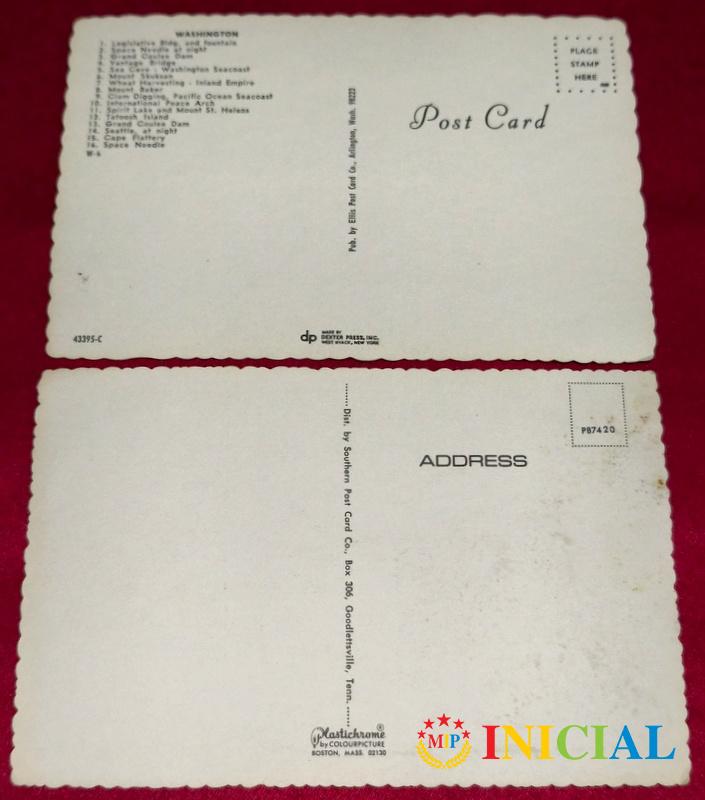 WASHINGTON
1. Legislative Bldg. and fountain
2. Space Needle at night
3. Grand Coulee Dam
4. Vantage Bridge
5. Sea Cave - Washington Seacoast
6. Mount Shuksan
7. Wheat Harvesting - Inland Empire
8. Mount Baker
9. Clam Digging, Pacific Ocean Seacoast
10. International Peace Arch
11. Spirit Lake and Mount St. Helens
12. Tatoosh Island
13. Grand Coulee Dam
14. Seattle, at night
15. Cape Flattery
16. Space Needle
W-6
43395-C
Pub. by Ellis Post Card Co., Arlington, Wash. 98223
dp
MADE BY
DEXTER PRESS, INC.
WEST NYACK, NEW YORK
PLACE
STAMP
HERE
Post Card
Dist. by Southern Post Card Co., Box 306, Goodlettsville, Tenn.
PB7420
ADDRESS
Plastichrome®
by COLOURPICTURE
BOSTON, MASS. 02130
MIP
INICIAL